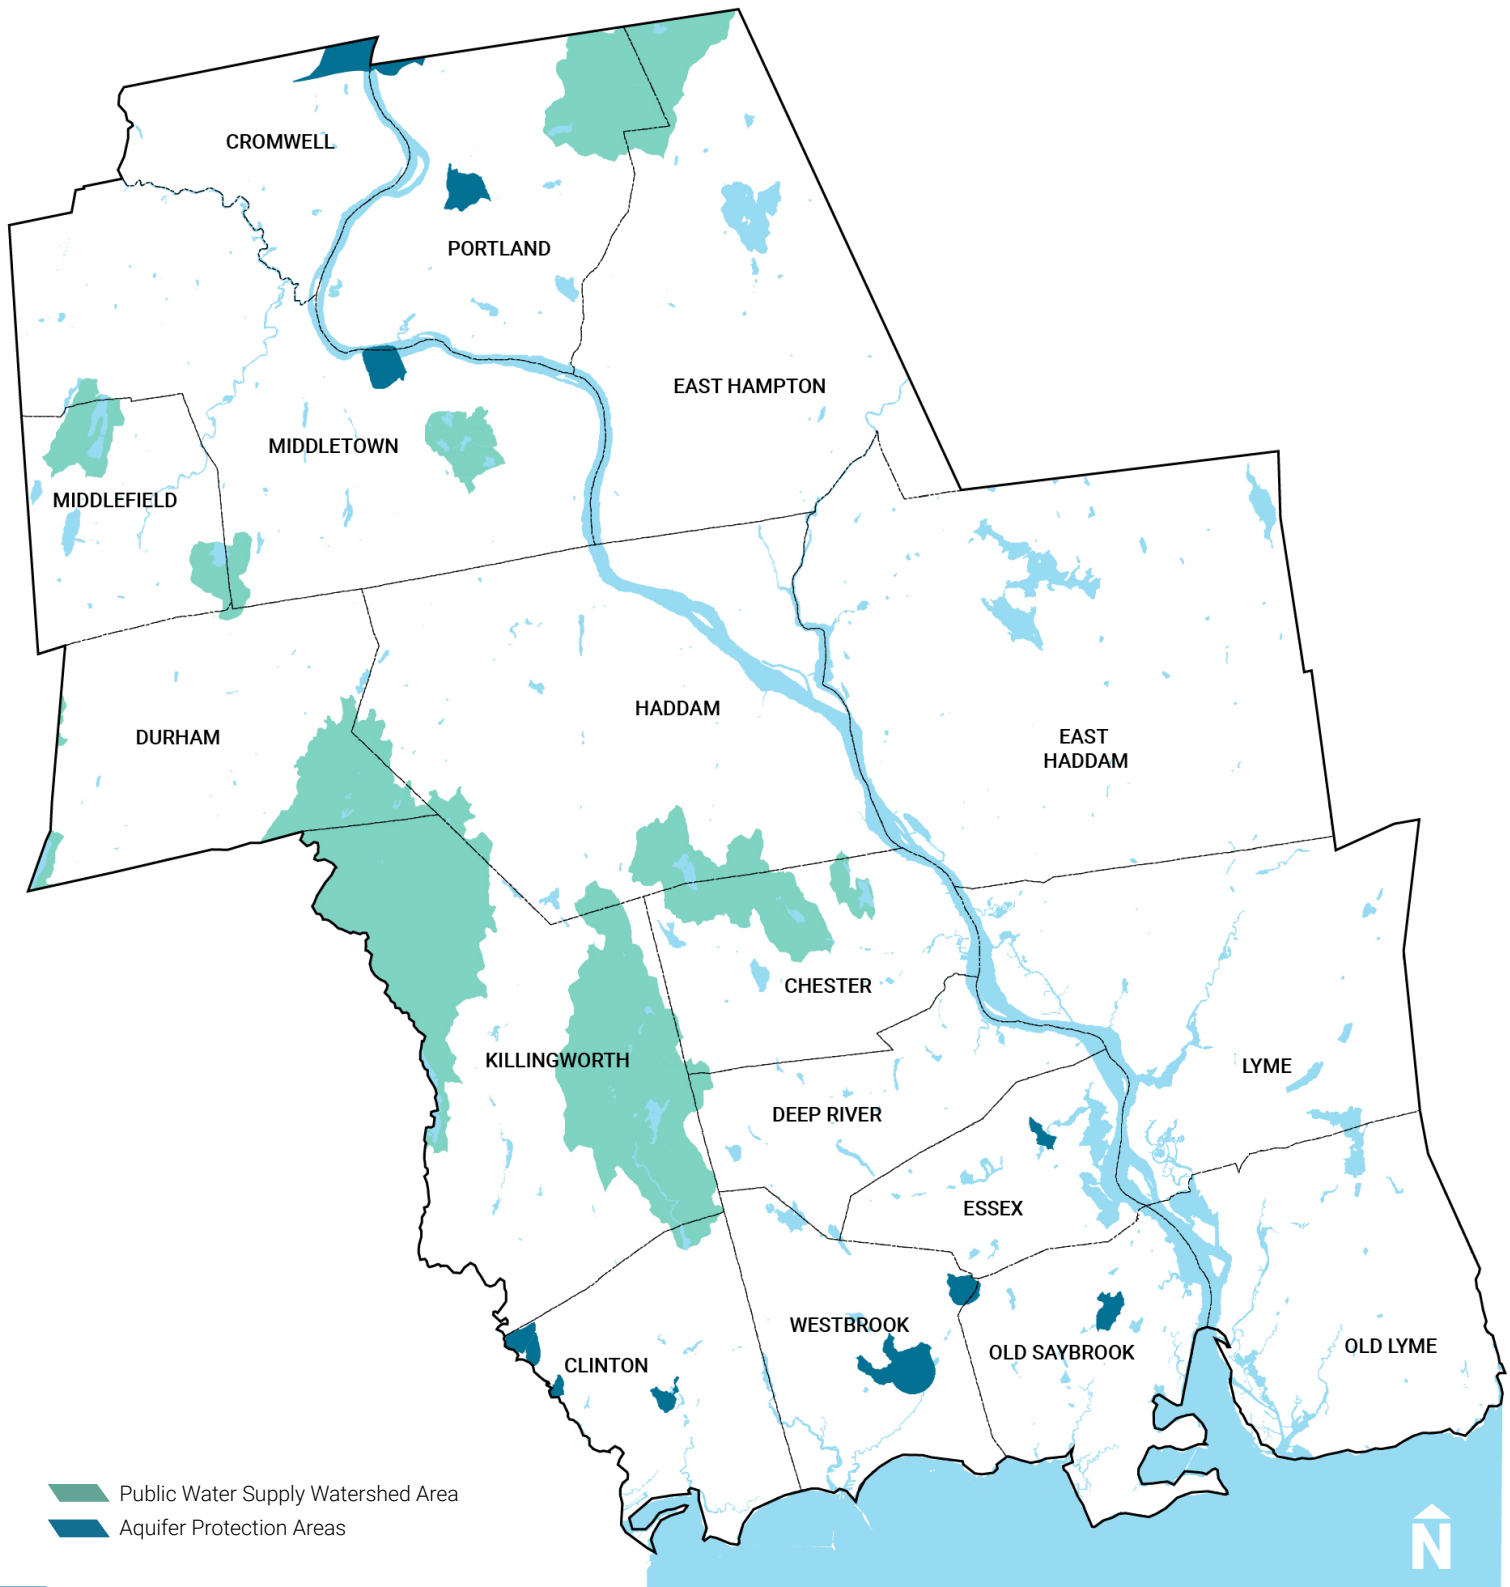 CROMWELL
PORTLAND
EAST HAMPTON
MIDDLETOWN
MIDDLEFIELD
HADDAM
DURHAM
EAST
HADDAM
CHESTER
KILLINGWORTH
LYME
DEEP RIVER
ESSEX
WESTBROOK
OLD SAYBROOK
OLD LYME
CLINTON
Public Water Supply Watershed Area
Aquifer Protection Areas
N